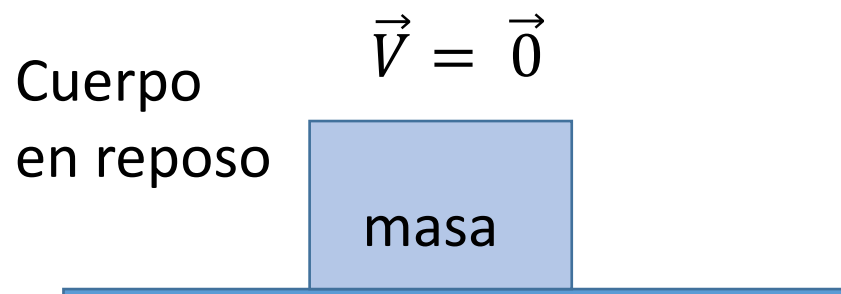 Cuerpo
en reposo
V⃗ = 0⃗
masa